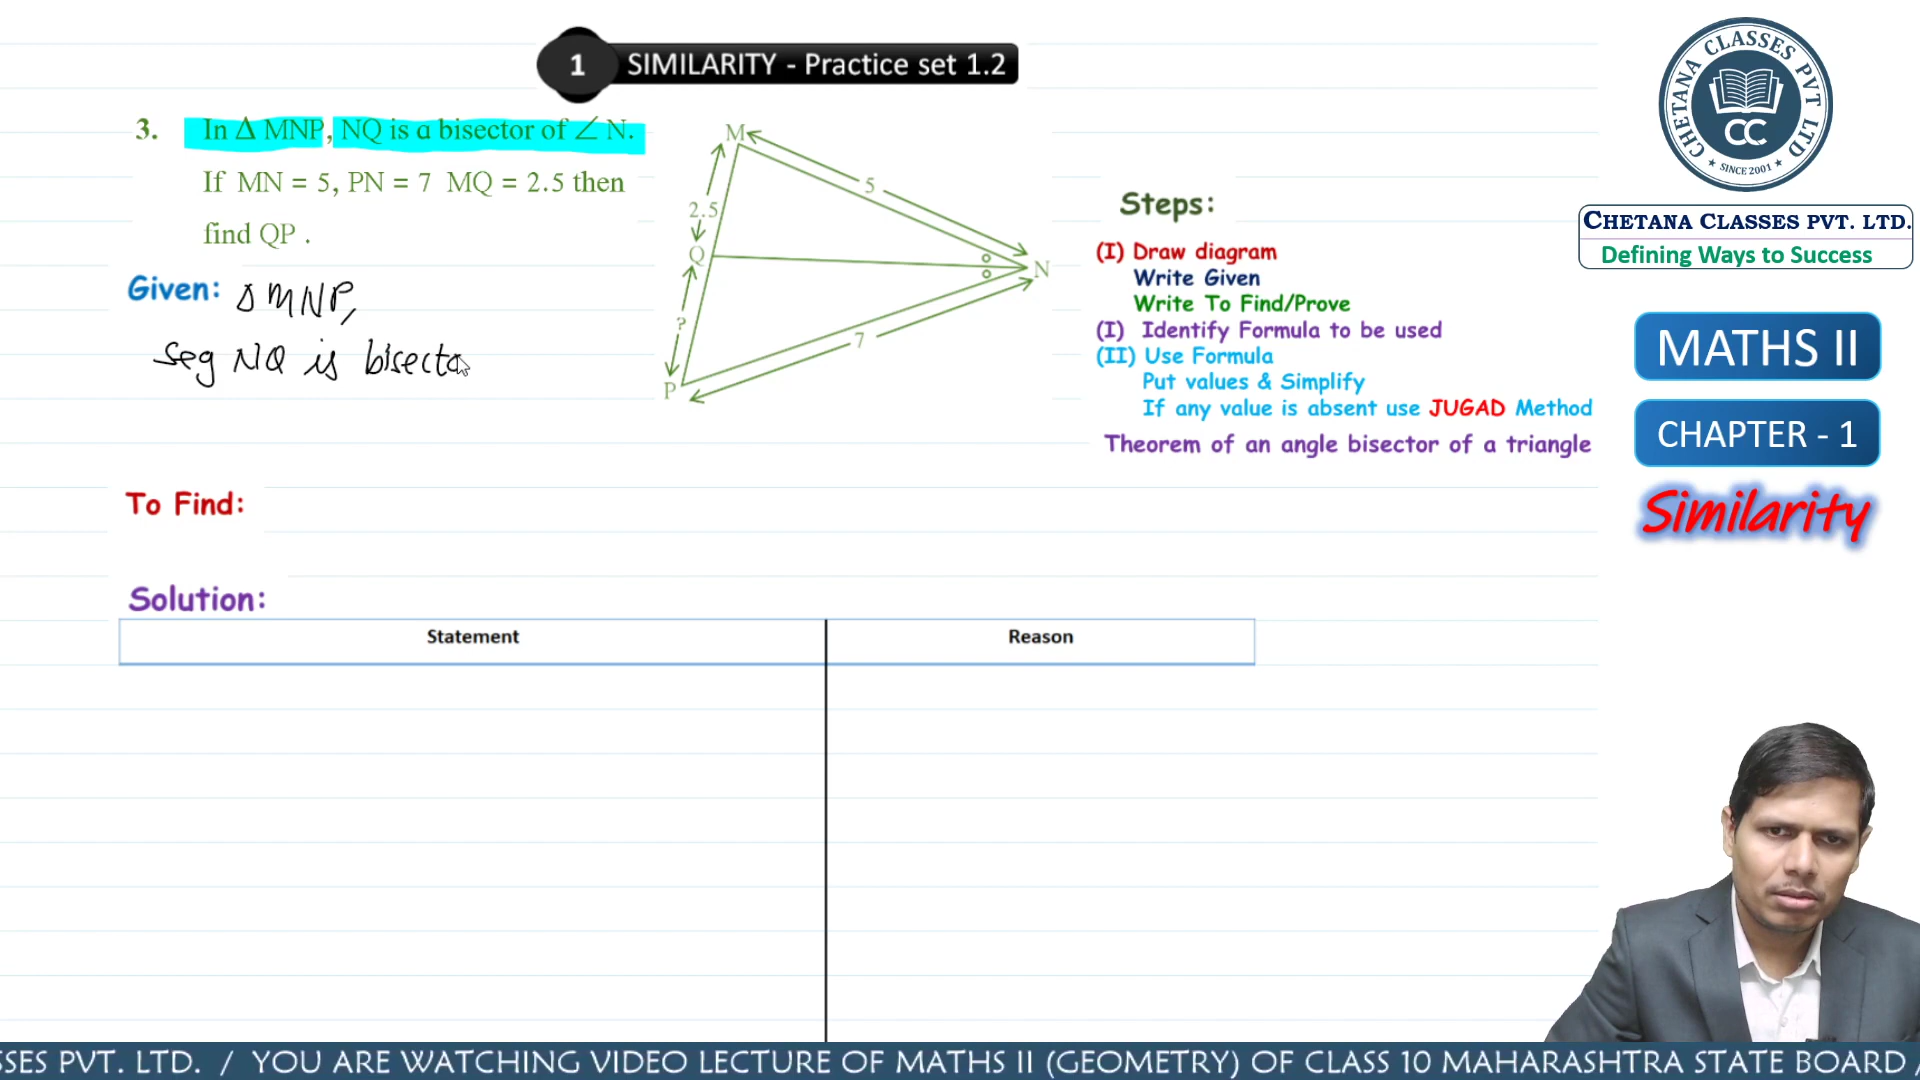 1 SIMILARITY - Practice set 1.2
3. In Δ MNP, NQ is a bisector of ∠ N.
If MN = 5, PN = 7 MQ = 2.5 then
find QP .
Given: Δ MNP,
Seg NQ is bisecto
To Find:
Solution:
Statement Reason
M
5
2.5
Q
N
?
7
P
Steps:
(I) Draw diagram
Write Given
Write To Find/Prove
(I) Identify Formula to be used
(II) Use Formula
Put values & Simplify
If any value is absent use JUGAD Method
Theorem of an angle bisector of a triangle
CHETANA CLASSES PVT LTD
CC
★ SINCE 2001 ★
CHETANA CLASSES PVT. LTD.
Defining Ways to Success
MATHS II
CHAPTER - 1
Similarity
SSES PVT. LTD. / YOU ARE WATCHING VIDEO LECTURE OF MATHS II (GEOMETRY) OF CLASS 10 MAHARASHTRA STATE BOARD /